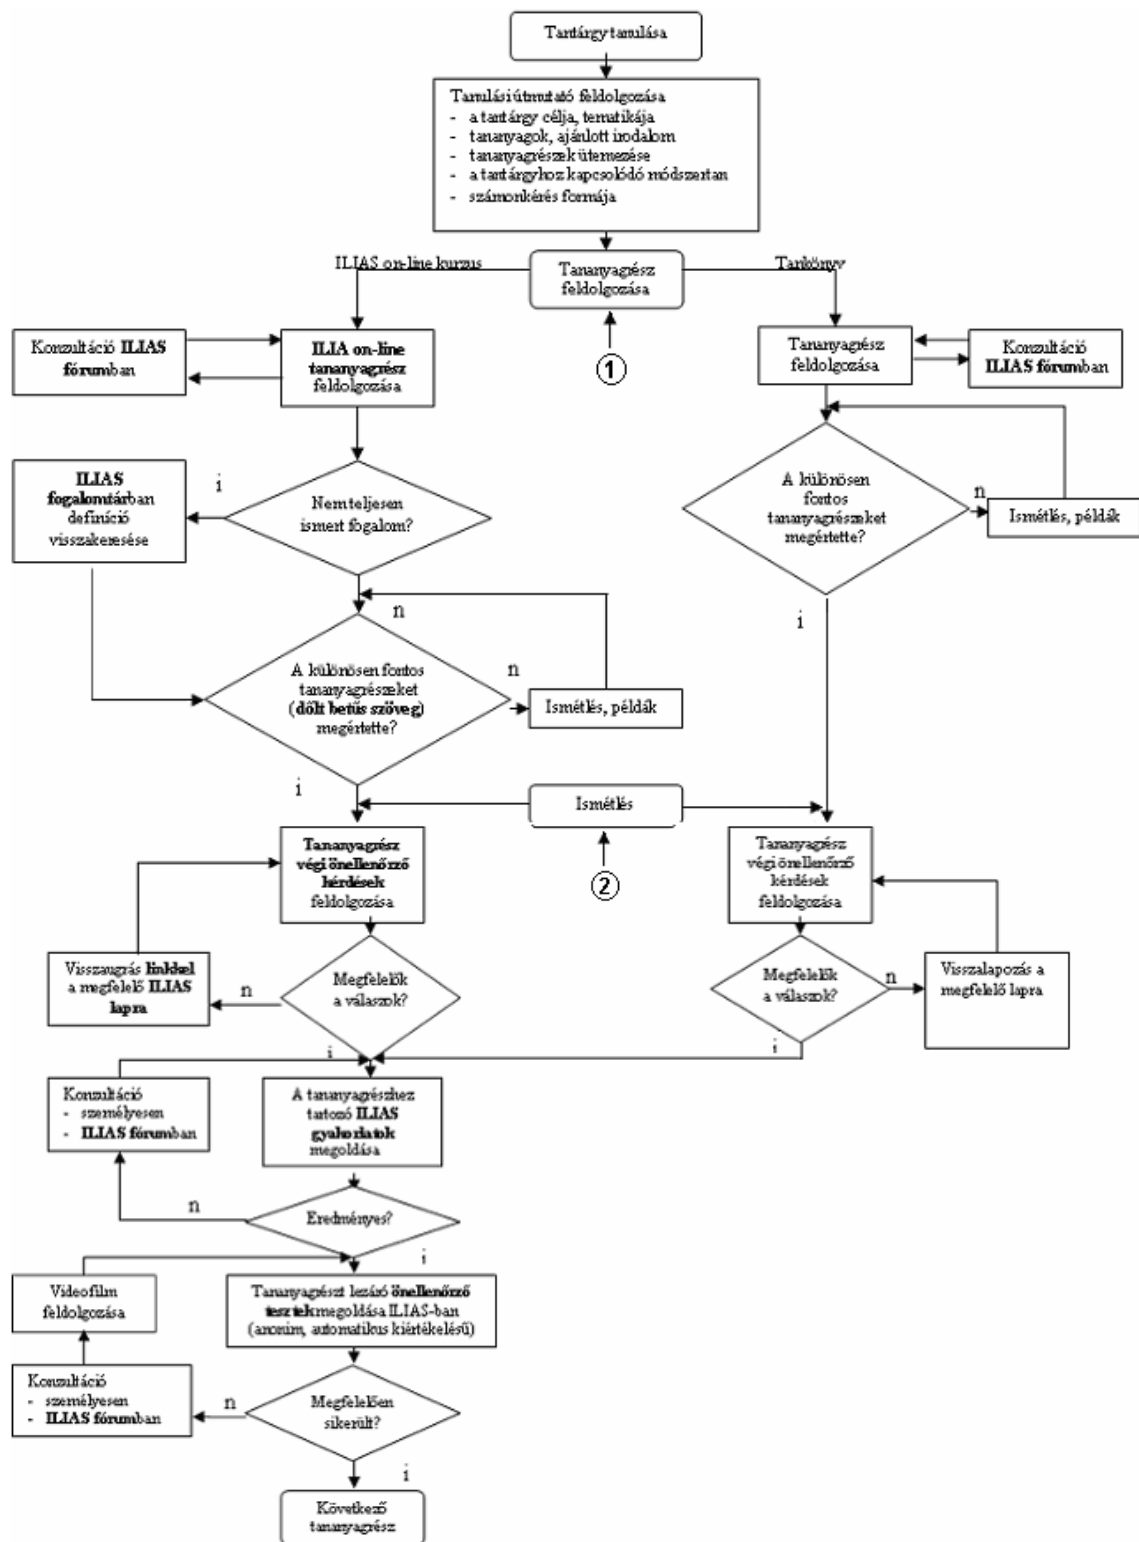 Tantárgy tanulása
Tanulási útmutató feldolgozása
- a tantárgy célja, tematikája
- tananyagok, ajánlott irodalom
- tananyagrészek ütemezése
- a tantárgyhoz kapcsolódó módszertan
- számonkérés formája
ILIAS on-line kurzus
Tananyagrész
feldolgozása
Tankönyv
1
Konzultáció ILIAS
fórumban
ILIA on-line
tananyagrész
feldolgozása
Tananyagrész
feldolgozása
Konzultáció
ILIAS fórumban
ILIAS
fogalomtárban
definíció
visszakeresése
i
Nem teljesen
ismert fogalom?
n
A különösen
fontos
tananyagrészeket
megértette?
n
Ismétlés, példák
i
A különösen fontos
tananyagrészeket
(dőlt betűs szöveg)
megértette?
n
Ismétlés, példák
i
Ismétlés
2
Tananyagrész
végi önellenőrző
kérdések
feldolgozása
Tananyagrész
végi önellenőrző
kérdések
feldolgozása
Visszaugrás linkkel
a megfelelő ILIAS
lapra
n
Megfelelők
a válaszok?
i
Megfelelők
a válaszok?
n
Visszalapozás a
megfelelő lapra
i
Konzultáció
- személyesen
- ILIAS fórumban
A tananyagrészhez
tartozó ILIAS
gyakorlatok
megoldása
n
Eredményes?
i
Videofilm
feldolgozása
Tananyagrészt lezáró önellenőrző
tesztek megoldása ILIAS-ban
(anonim, automatikus kiértékelésű)
Konzultáció
- személyesen
- ILIAS fórumban
n
Megfelelően
sikerült?
i
Következő
tananyagrész